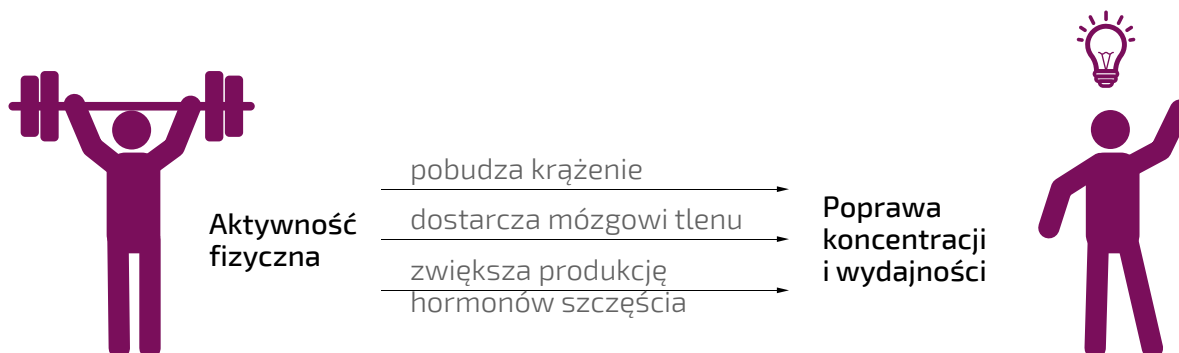 Aktywność
fizyczna
pobudza krążenie
dostarcza mózgowi tlenu
zwiększa produkcję
hormonów szczęścia
Poprawa
koncentracji
i wydajności